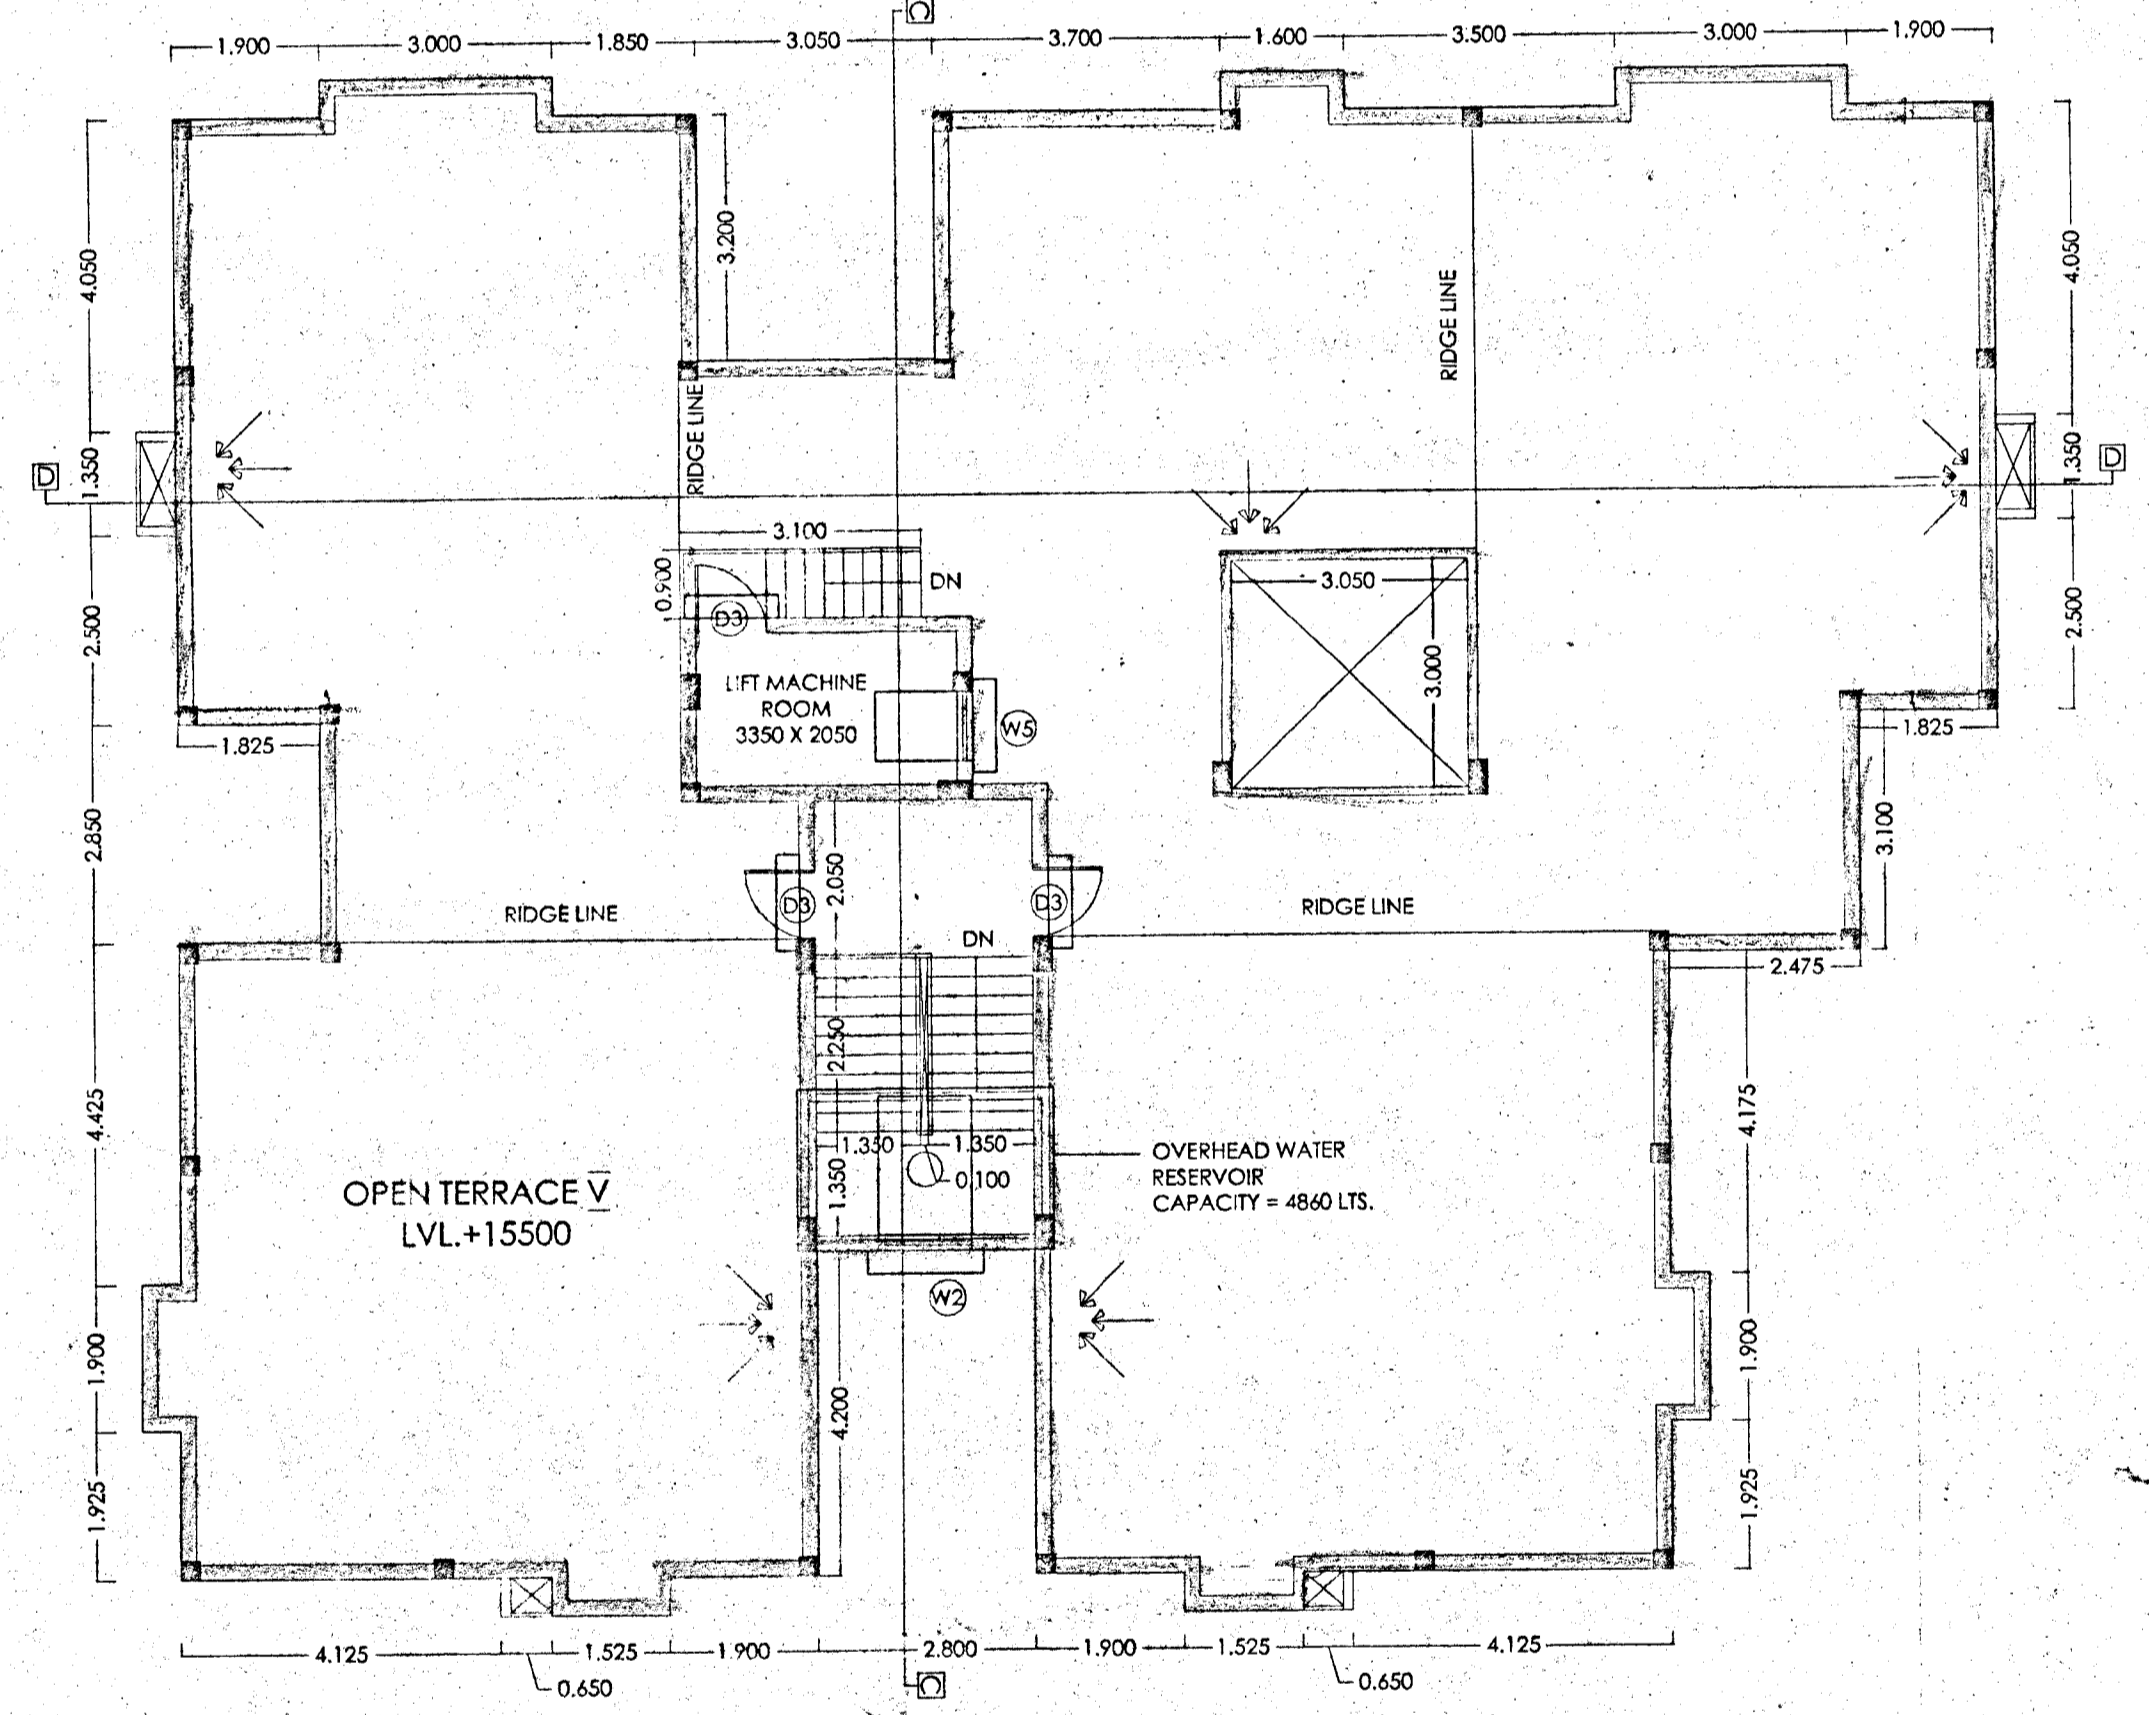 C
1.900 3.000 1.850 3.050 3.700 1.600 3.500 3.000 1.900
4.050
3.200
RIDGE LINE
4.050
RIDGE LINE
D
1.350
1.350
D
3.100
0.900
DN
D3
3.050
2.500
2.500
3.000
LIFT MACHINE
ROOM
3350 X 2050
W5
1.825
1.825
2.850
3.100
2.050
D3
D3
RIDGE LINE
RIDGE LINE
DN
2.475
2.250
4.425
4.175
1.350
1.350
1.350
0.100
OVERHEAD WATER
RESERVOIR
CAPACITY = 4860 LTS.
OPEN TERRACE V
LVL.+15500
W2
1.900
1.900
4.200
1.925
1.925
4.125 1.525 1.900 2.800 1.900 1.525 4.125
0.650
0.650
C